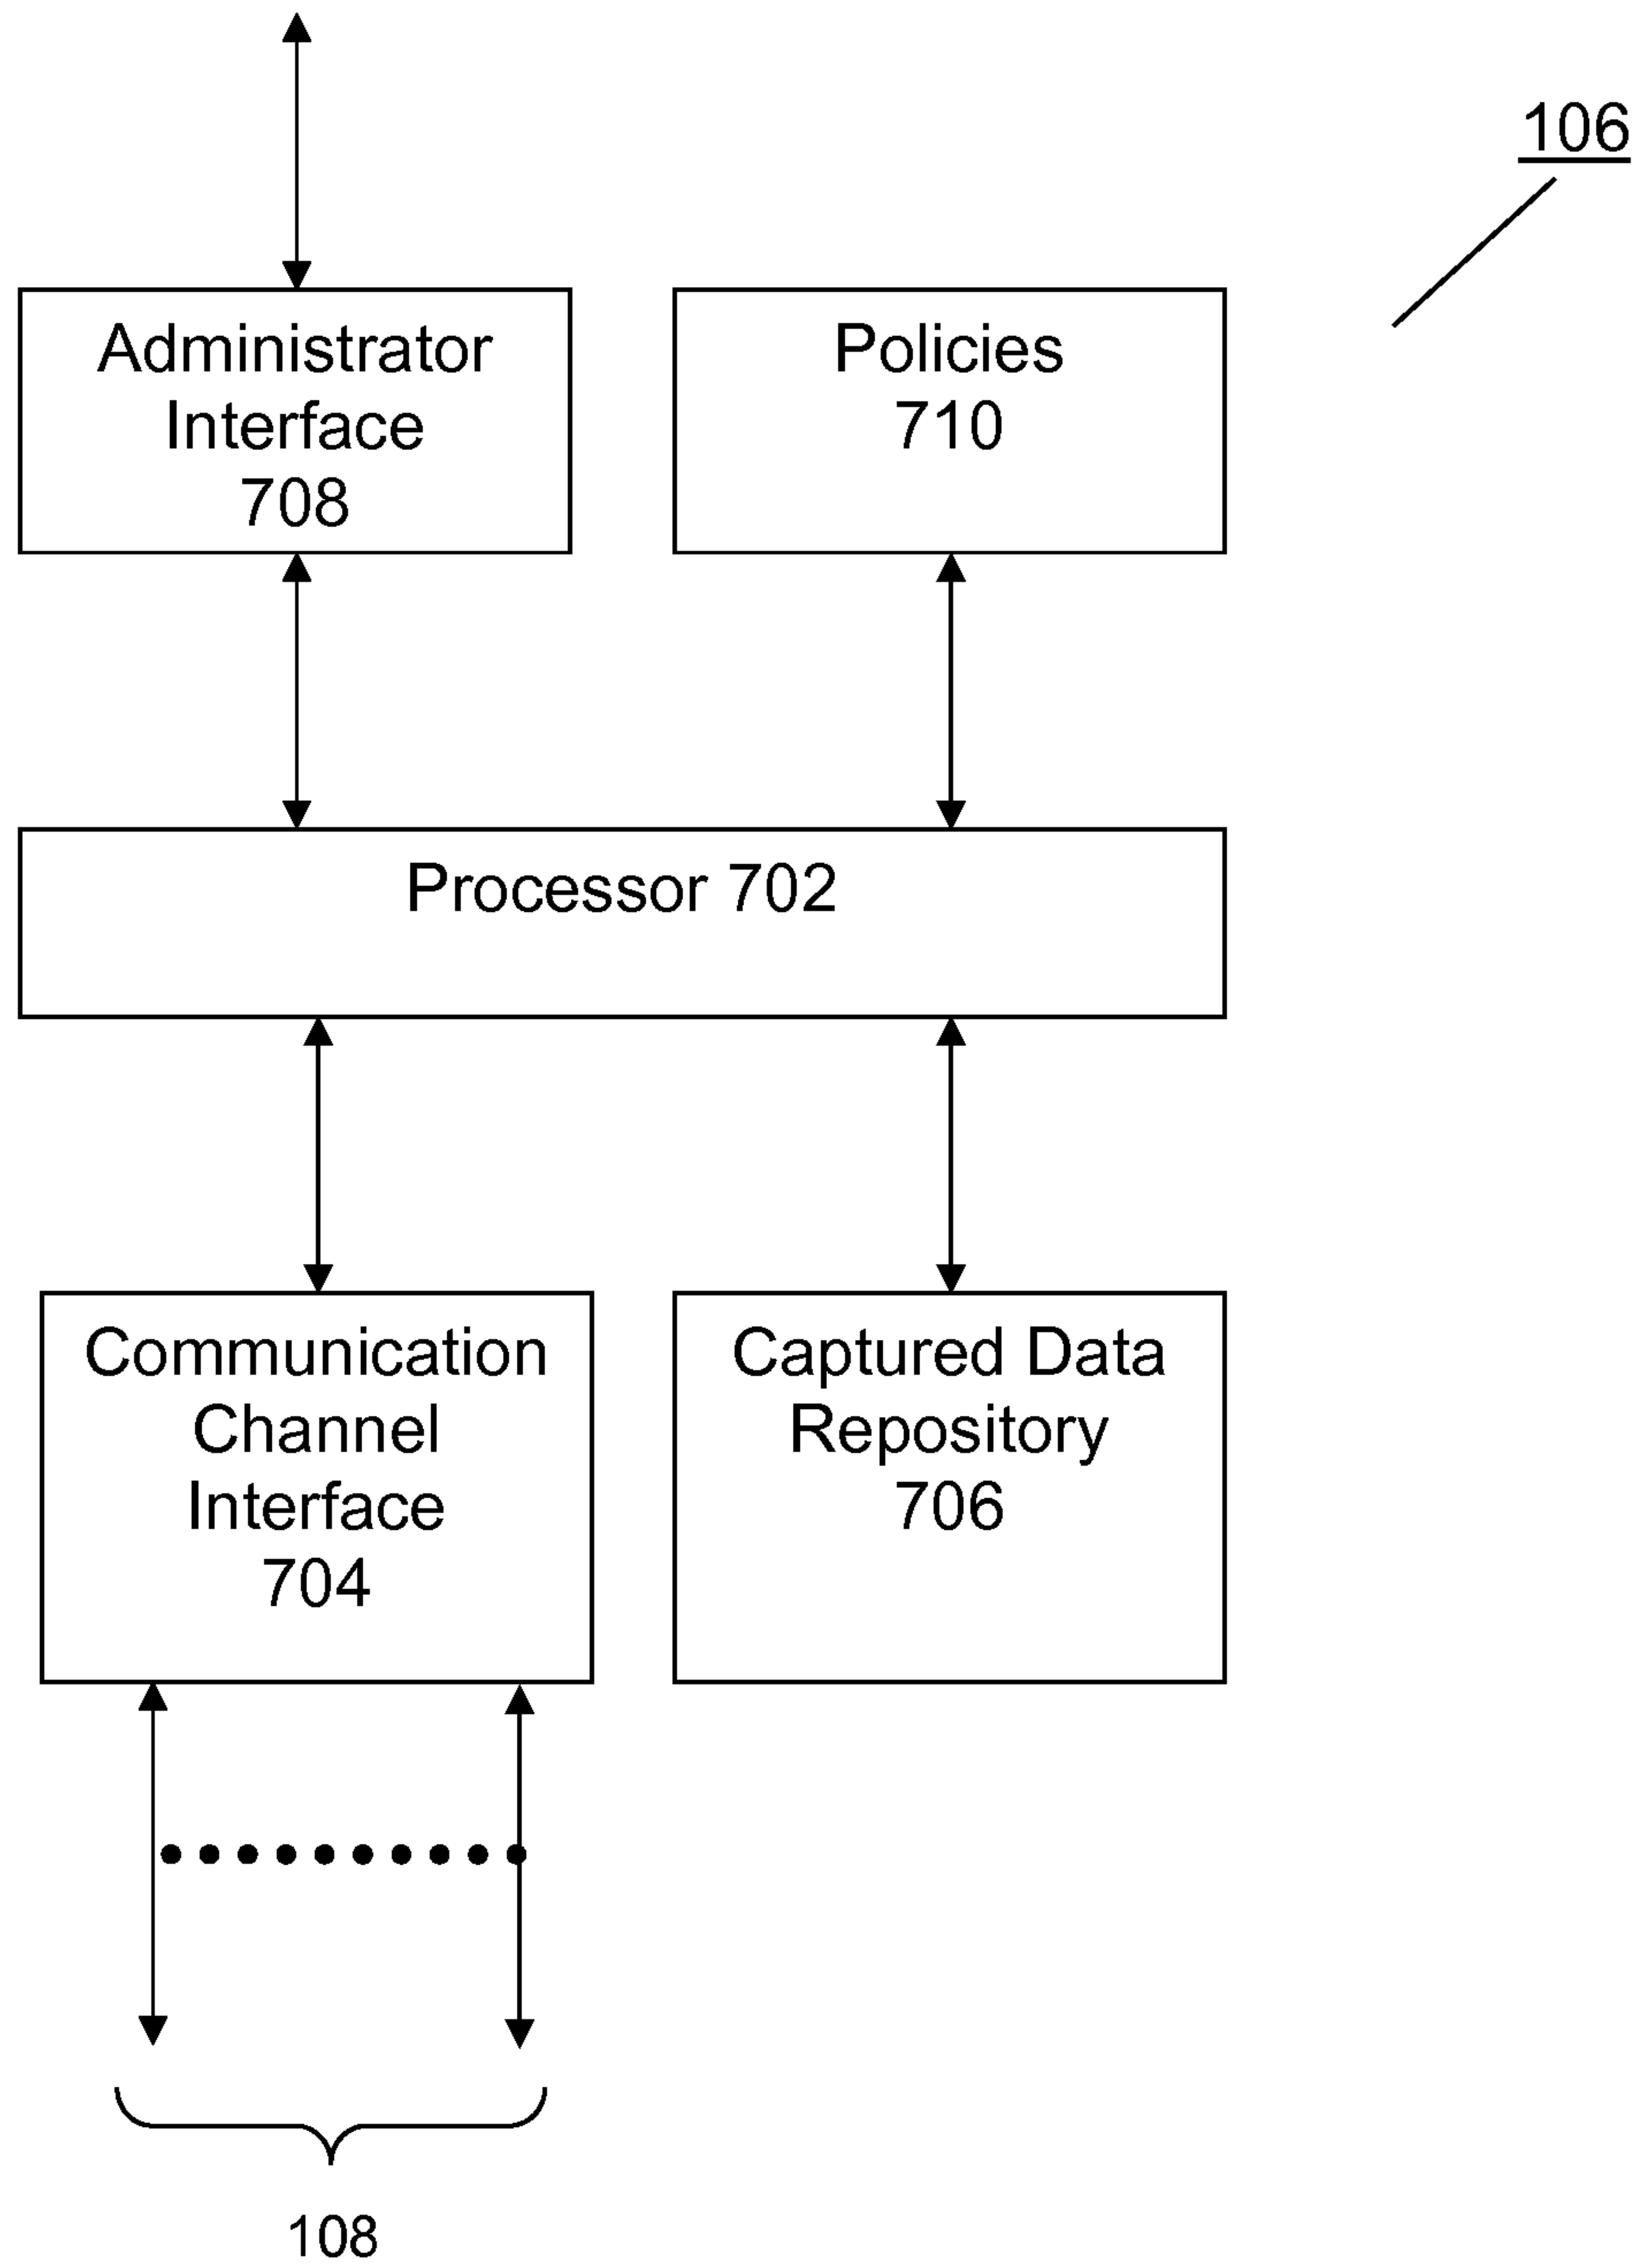 106
Administrator
Interface
708
Policies
710
Processor 702
Communication
Channel
Interface
704
Captured Data
Repository
706
108